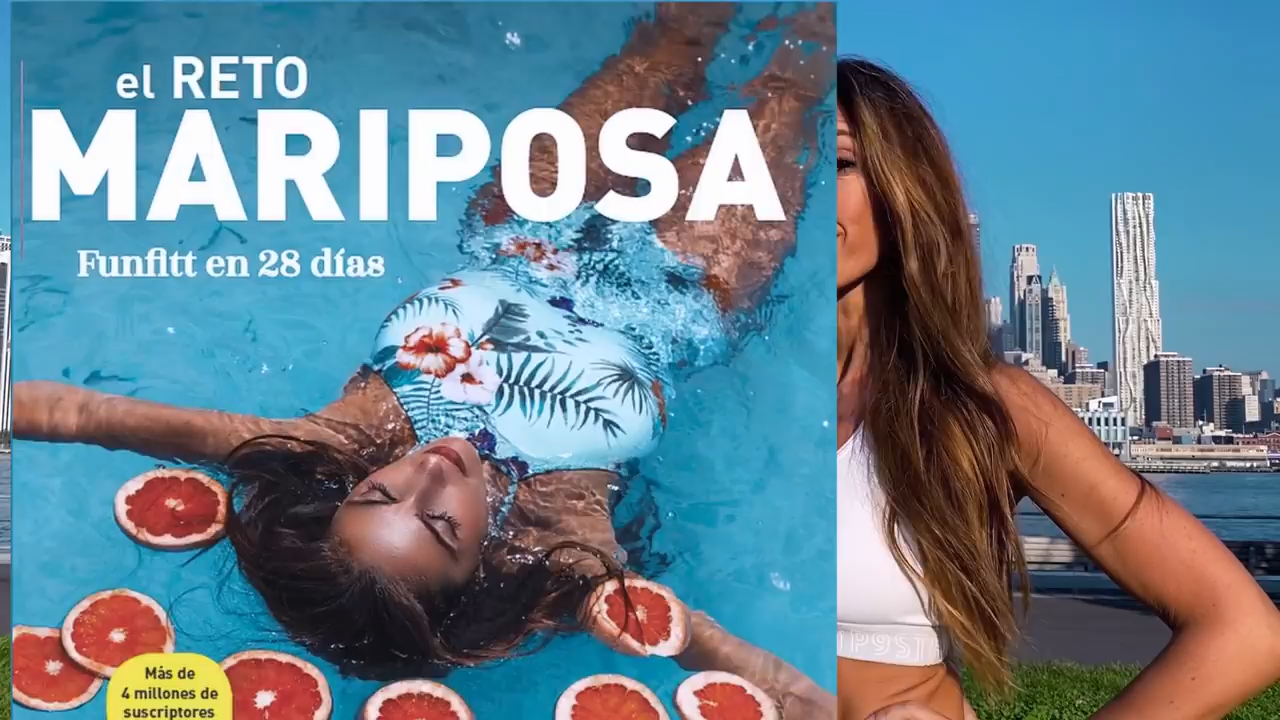 el RETO
MARIPOSA
Funfitt en 28 días
Más de
4 millones de
suscriptores